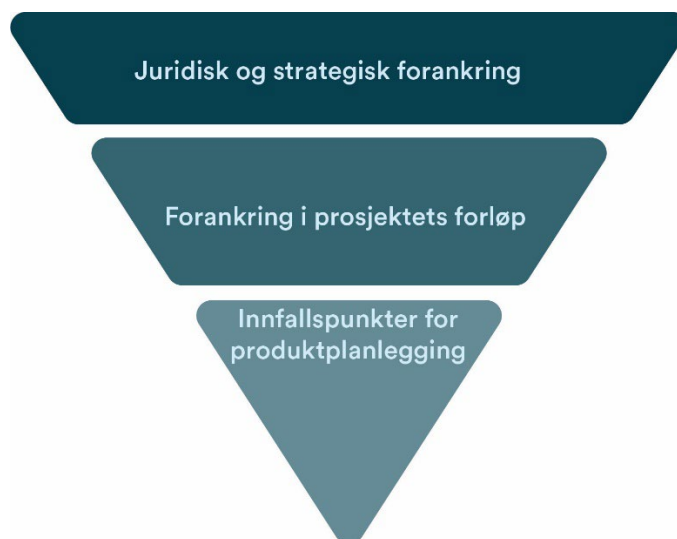 Juridisk og strategisk forankring
Forankring i prosjektets forløp
Innfallspunkter for
produktplanlegging